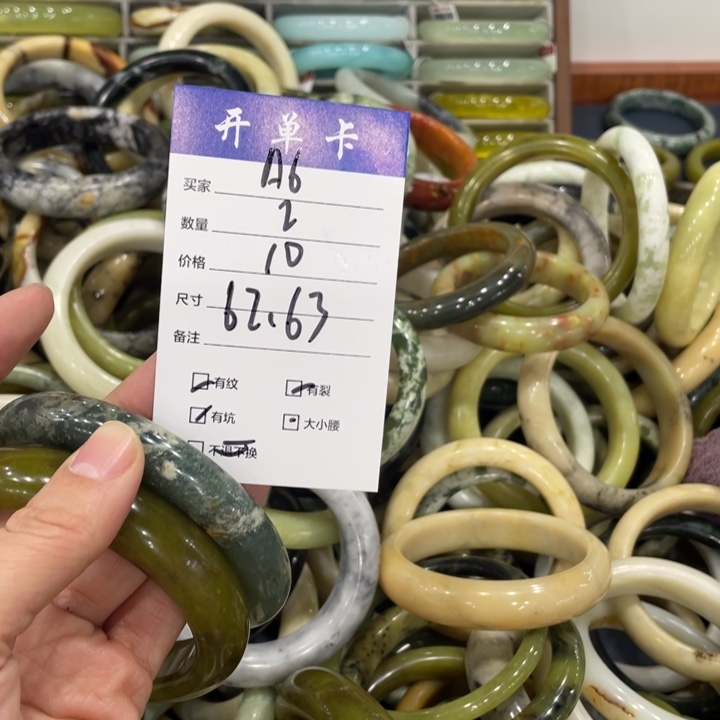 开单卡
买家 A6
数量 2
价格 10
尺寸 62.63
备注
有纹 有裂
有坑 大小腰
不退不换